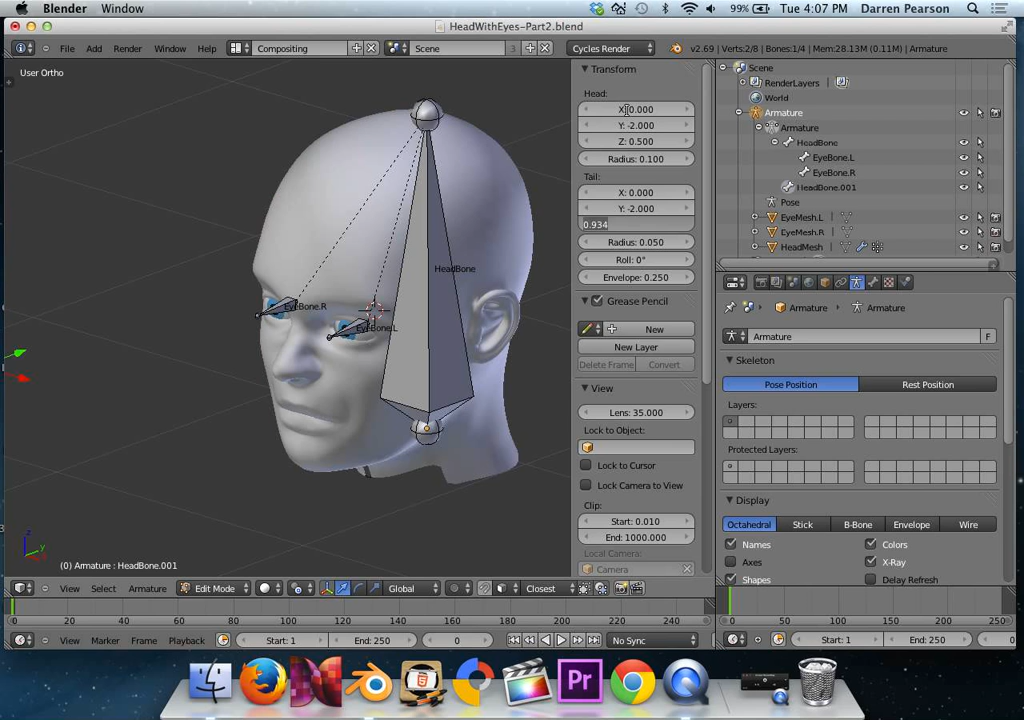 Blender Window 99% Tue 4:07 PM Darren Pearson
HeadWithEyes-Part2.blend
File Add Render Window Help Compositing Scene 3 Cycles Render v2.69 | Verts:2/8 | Bones:1/4 | Mem:28.13M (0.11M) | Armature
User Ortho
HeadBone
EyeBone.R
EyeBone.L
z
y
(0) Armature : HeadBone.001
Transform
Head:
X: 0.000
Y: -2.000
Z: 0.500
Radius: 0.100
Tail:
X: 0.000
Y: -2.000
0.934
Radius: 0.050
Roll: 0°
Envelope: 0.250
Grease Pencil
New
New Layer
Delete Frame Convert
View
Lens: 35.000
Lock to Object:
Lock to Cursor
Lock Camera to View
Clip:
Start: 0.010
End: 1000.000
Local Camera:
Camera
Scene
RenderLayers |
World
Armature
Armature
HeadBone
EyeBone.L
EyeBone.R
HeadBone.001
Pose
EyeMesh.L
EyeMesh.R
HeadMesh
Armature Armature
Armature F
Skeleton
Pose Position Rest Position
Layers:
Protected Layers:
Display
Octahedral Stick B-Bone Envelope Wire
Names Colors
Axes X-Ray
Shapes Delay Refresh
View Select Armature Edit Mode Global Closest
0 20 40 60 80 100 120 140 160 180 200 220 240
0 50 100 150 200 250
View Marker Frame Playback Start: 1 End: 250 0 No Sync
Start: 1 End: 250
Pr